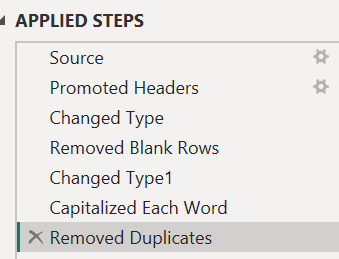 APPLIED STEPS
Source
Promoted Headers
Changed Type
Removed Blank Rows
Changed Type1
Capitalized Each Word
Removed Duplicates